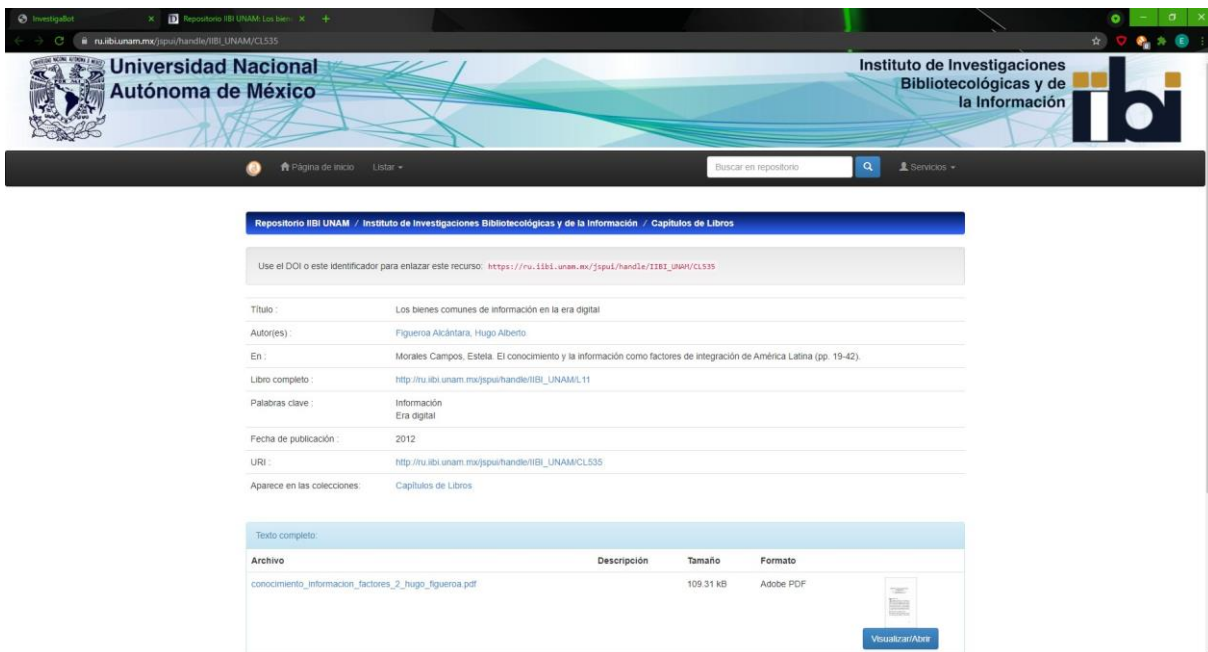 InvestigaBot
Repositorio IIBI UNAM: Los bien
ru.iibi.unam.mx/jspui/handle/IIBI_UNAM/CL535
Universidad Nacional
Autónoma de México
Instituto de Investigaciones
Bibliotecológicas y de
la Información
iibi
Página de inicio Listar
Buscar en repositorio
Servicios
Repositorio IIBI UNAM / Instituto de Investigaciones Bibliotecológicas y de la Información / Capítulos de Libros
Use el DOI o este identificador para enlazar este recurso: https://ru.iibi.unam.mx/jspui/handle/IIBI_UNAM/CL535
Título : Los bienes comunes de información en la era digital
Autor(es) : Figueroa Alcántara, Hugo Alberto
En : Morales Campos, Estela. El conocimiento y la información como factores de integración de América Latina (pp. 19-42).
Libro completo : http://ru.iibi.unam.mx/jspui/handle/IIBI_UNAM/L11
Palabras clave : Información
Era digital
Fecha de publicación : 2012
URI : http://ru.iibi.unam.mx/jspui/handle/IIBI_UNAM/CL535
Aparece en las colecciones: Capítulos de Libros
Texto completo:
Archivo Descripción Tamaño Formato
conocimiento_informacion_factores_2_hugo_figueroa.pdf 109.31 kB Adobe PDF
Visualizar/Abrir